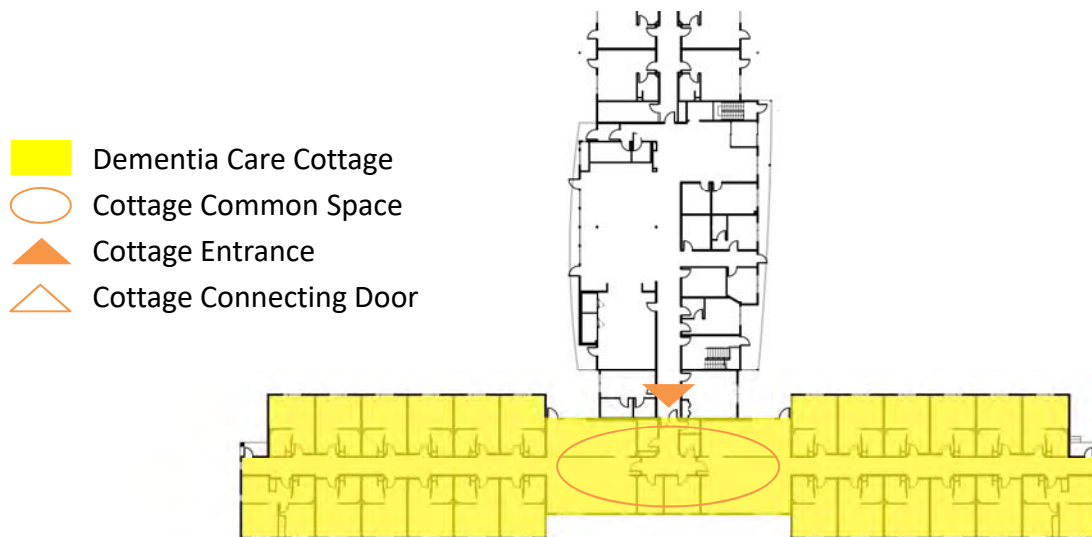 Dementia Care Cottage
Cottage Common Space
Cottage Entrance
Cottage Connecting Door